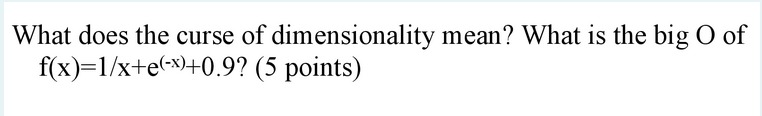 What does the curse of dimensionality mean? What is the big O of
f(x)=1/x+e⁽⁻ˣ⁾+0.9? (5 points)